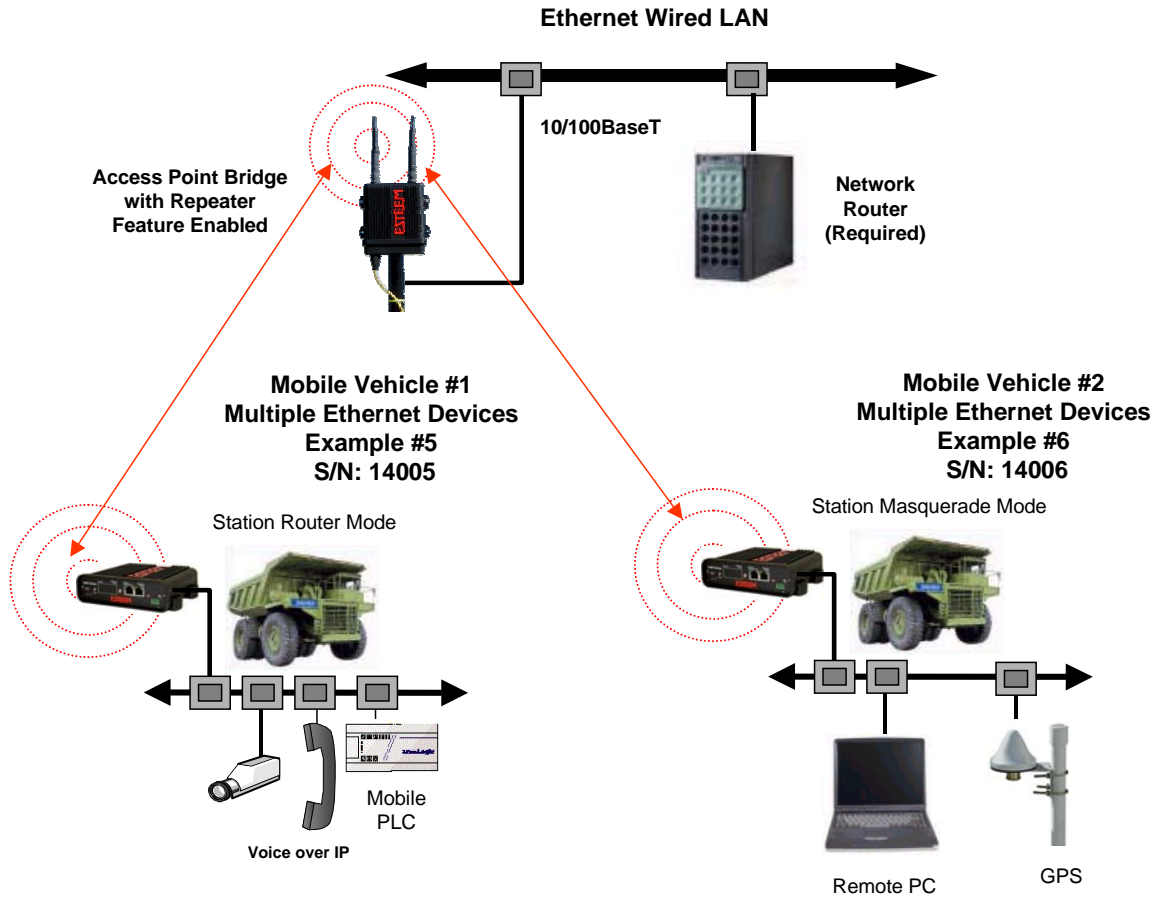 Ethernet Wired LAN
10/100BaseT
Access Point Bridge
with Repeater
Feature Enabled
ESTEEM
Network
Router
(Required)
Mobile Vehicle #1
Multiple Ethernet Devices
Example #5
S/N: 14005
Mobile Vehicle #2
Multiple Ethernet Devices
Example #6
S/N: 14006
Station Router Mode
Station Masquerade Mode
ESTEEM
ESTEEM
Mobile
PLC
Voice over IP
Remote PC
GPS